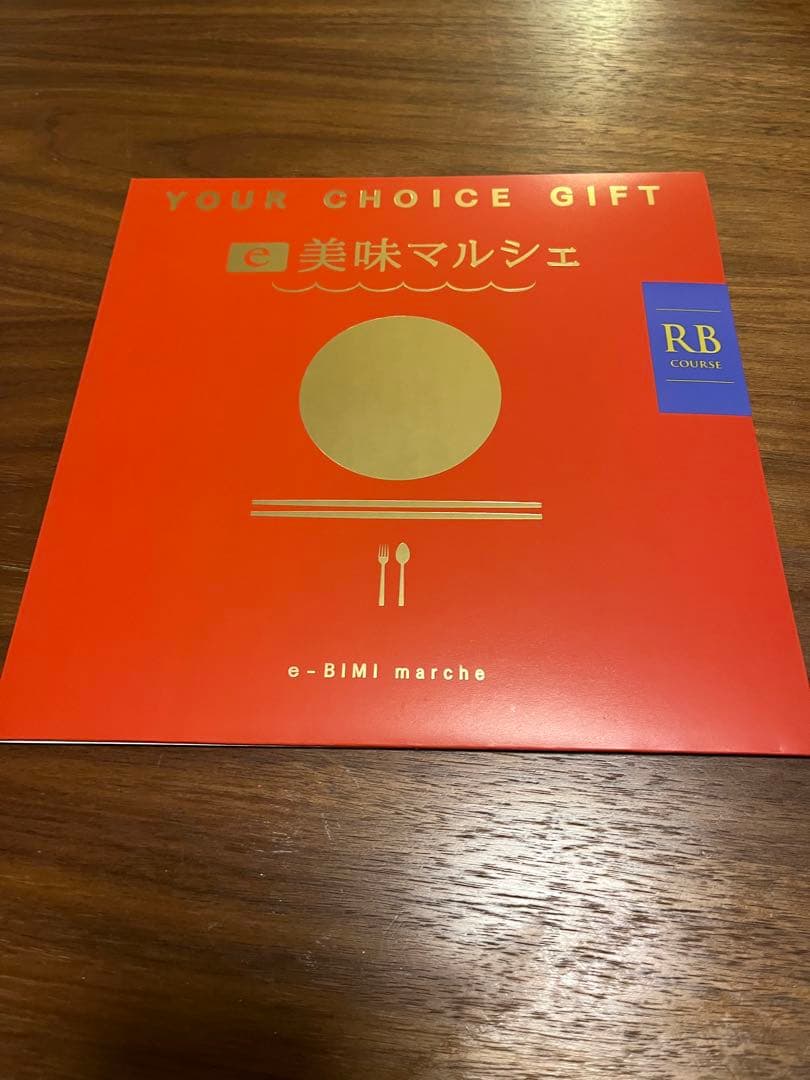 YOUR CHOICE GIFT
e 美味マルシェ
RB
COURSE
e-BIMI marche